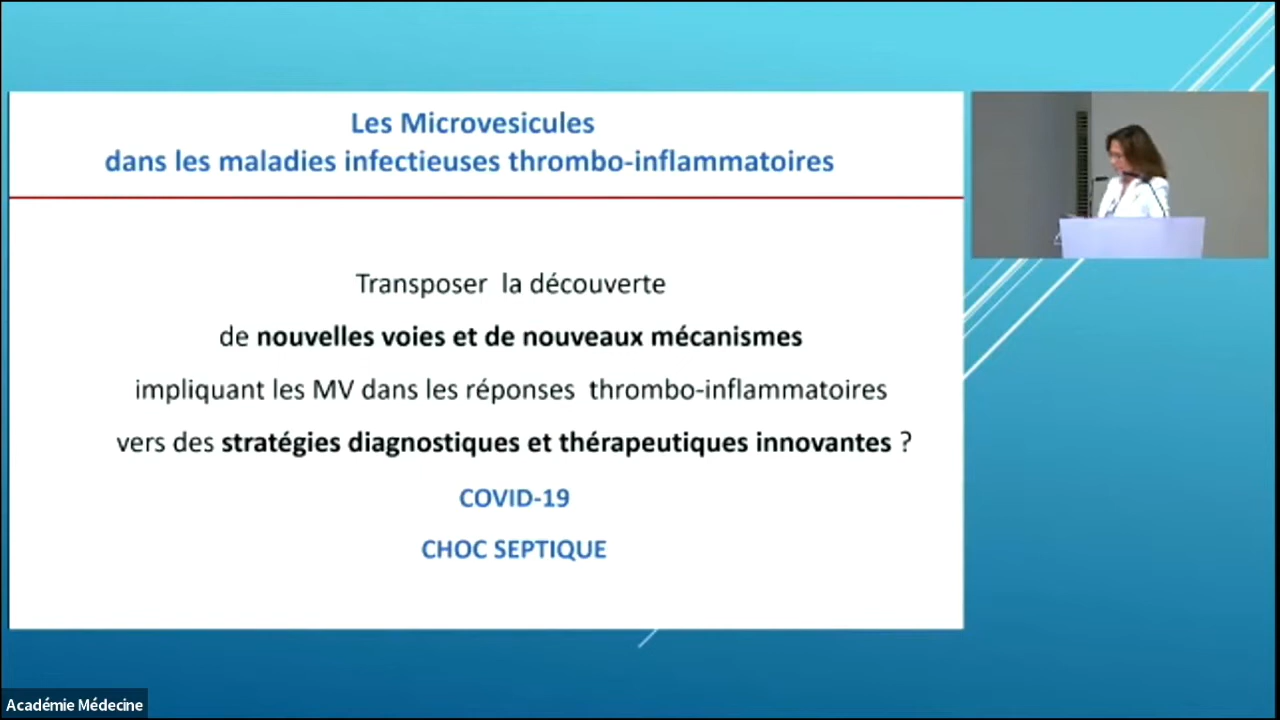 Les Microvesicules
dans les maladies infectieuses thrombo-inflammatoires
Transposer la découverte
de nouvelles voies et de nouveaux mécanismes
impliquant les MV dans les réponses thrombo-inflammatoires
vers des stratégies diagnostiques et thérapeutiques innovantes ?
COVID-19
CHOC SEPTIQUE
Académie Médecine